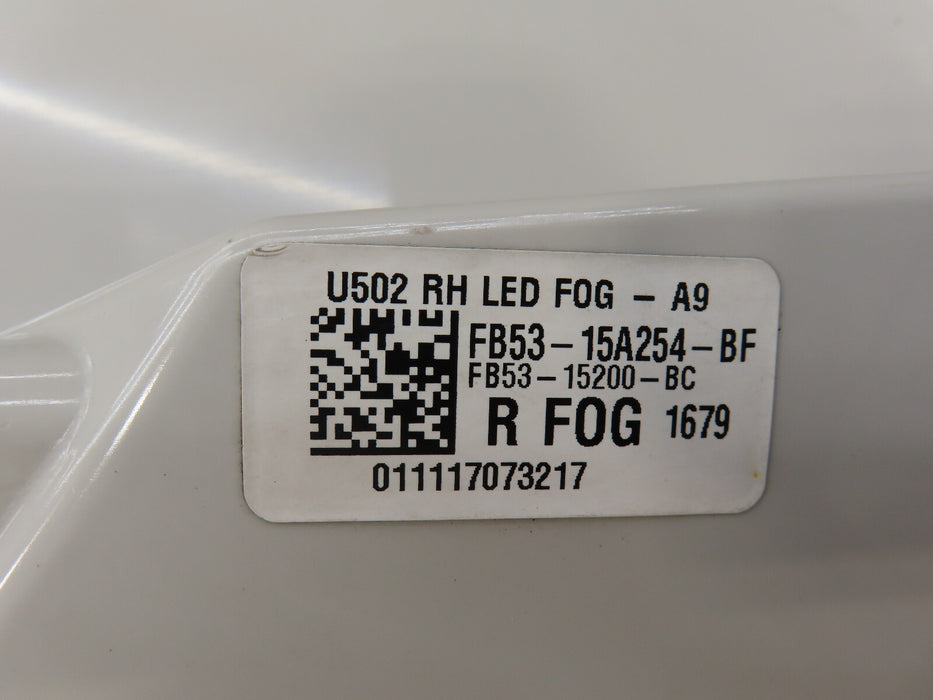 U502 RH LED FOG - A9
FB53-15A254-BF
FB53-15200-BC
R FOG 1679
011117073217